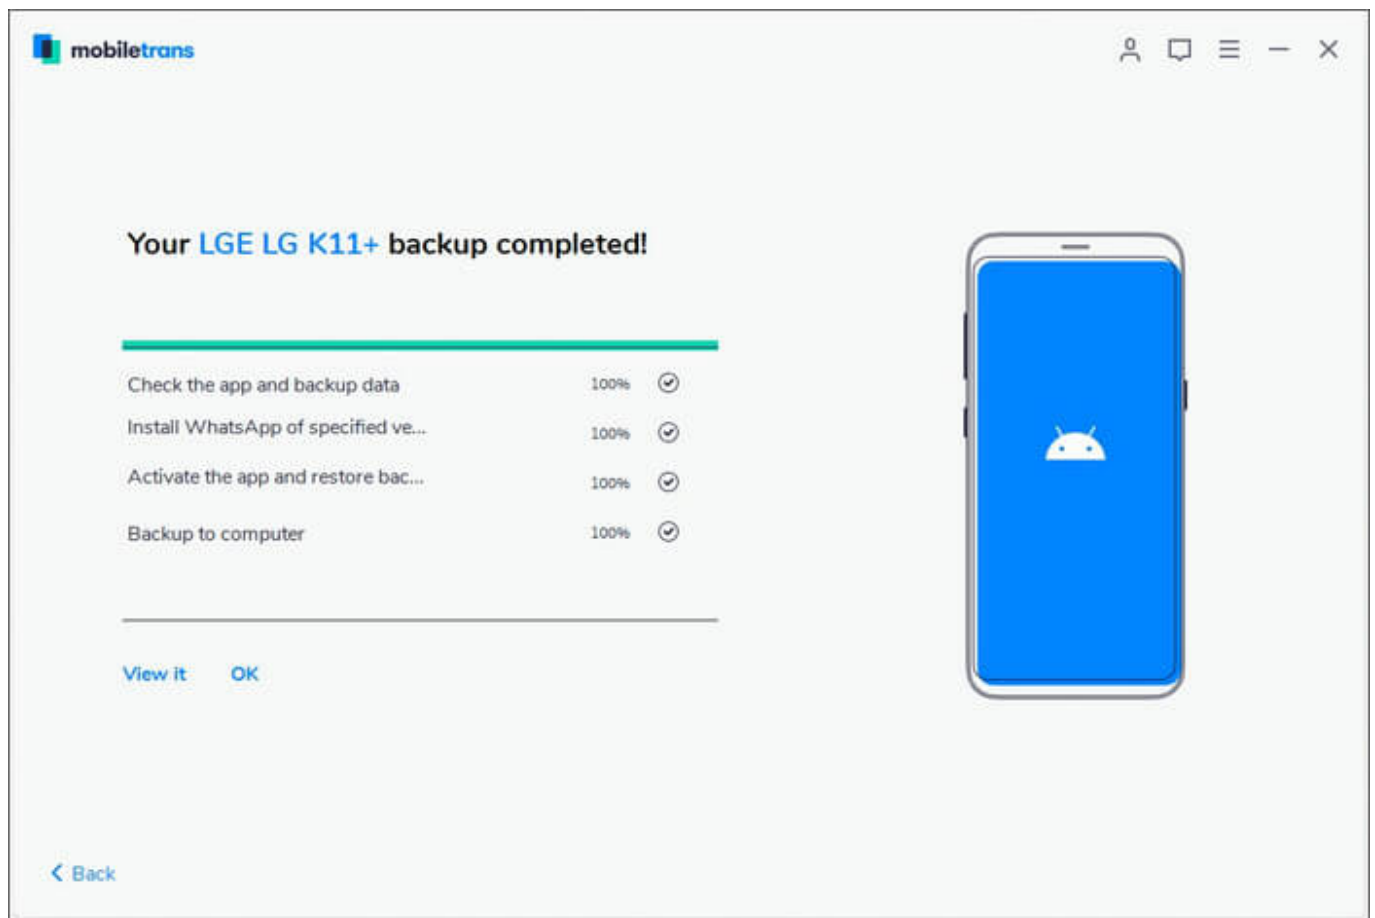 mobiletrans
Your LGE LG K11+ backup completed!
Check the app and backup data 100%
Install WhatsApp of specified ve... 100%
Activate the app and restore bac... 100%
Backup to computer 100%
View it OK
Back